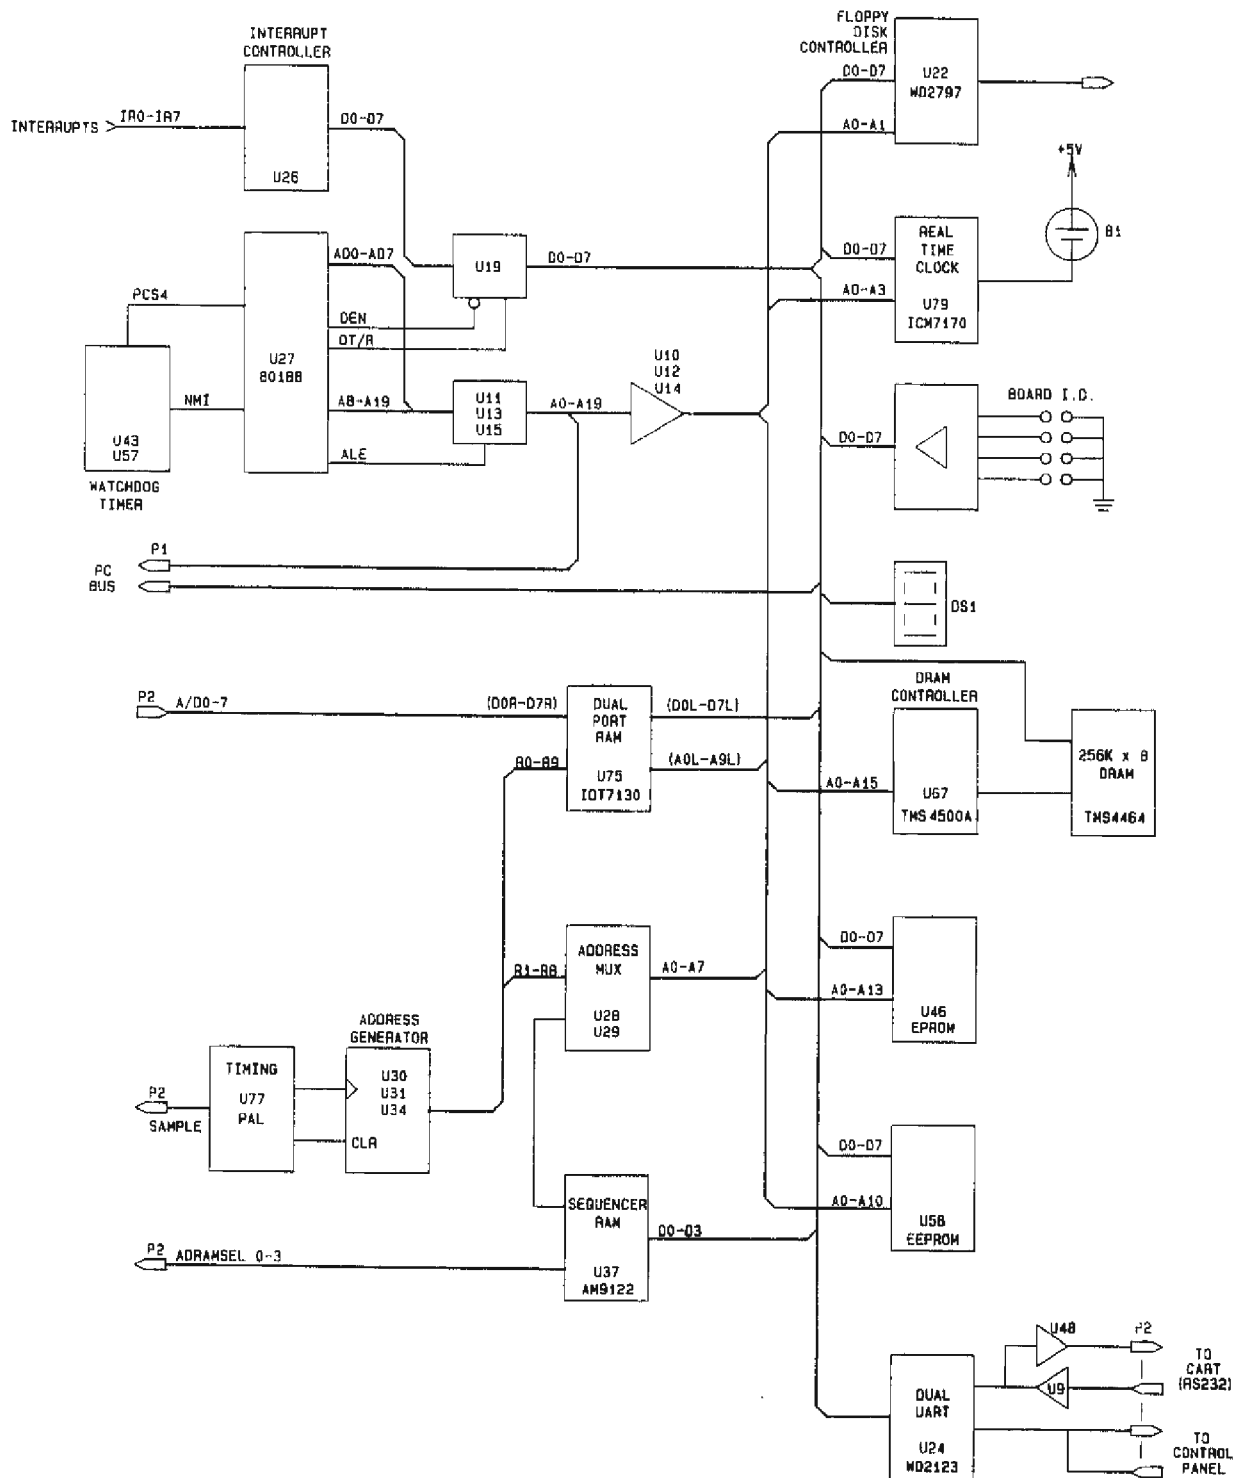 INTERRUPT
CONTROLLER
INTERRUPTS
IR0-IR7
D0-D7
U26
FLOPPY
DISK
CONTROLLER
D0-D7
U22
WD2797
A0-A1
+5V
B1
AD0-AD7
PCS4
DEN
DT/R
U27
80188
A8-A19
NMI
ALE
U43
U57
WATCHDOG
TIMER
U19
D0-D7
U11
U13
U15
A0-A19
U10
U12
U14
D0-D7
REAL
TIME
CLOCK
A0-A3
U79
ICM7170
BOARD I.D.
D0-D7
P1
PC
BUS
DS1
P2
A/D0-7
(D0R-D7R)
DUAL
PORT
RAM
(D0L-D7L)
R0-R9
U75
IDT7130
(A0L-A9L)
DRAM
CONTROLLER
A0-A15
U67
TMS4500A
256K x 8
DRAM
TMS4464
R1-R8
ADDRESS
MUX
A0-A7
U28
U29
D0-D7
A0-A13
U46
EPROM
ADDRESS
GENERATOR
TIMING
U77
PAL
P2
SAMPLE
U30
U31
U34
CLR
D0-D7
A0-A10
U58
EEPROM
SEQUENCER
RAM
D0-D3
P2
ADRAMSEL 0-3
U37
AM9122
U48
P2
U9
TO
CART
(RS232)
DUAL
UART
U24
WD2123
TO
CONTROL
PANEL